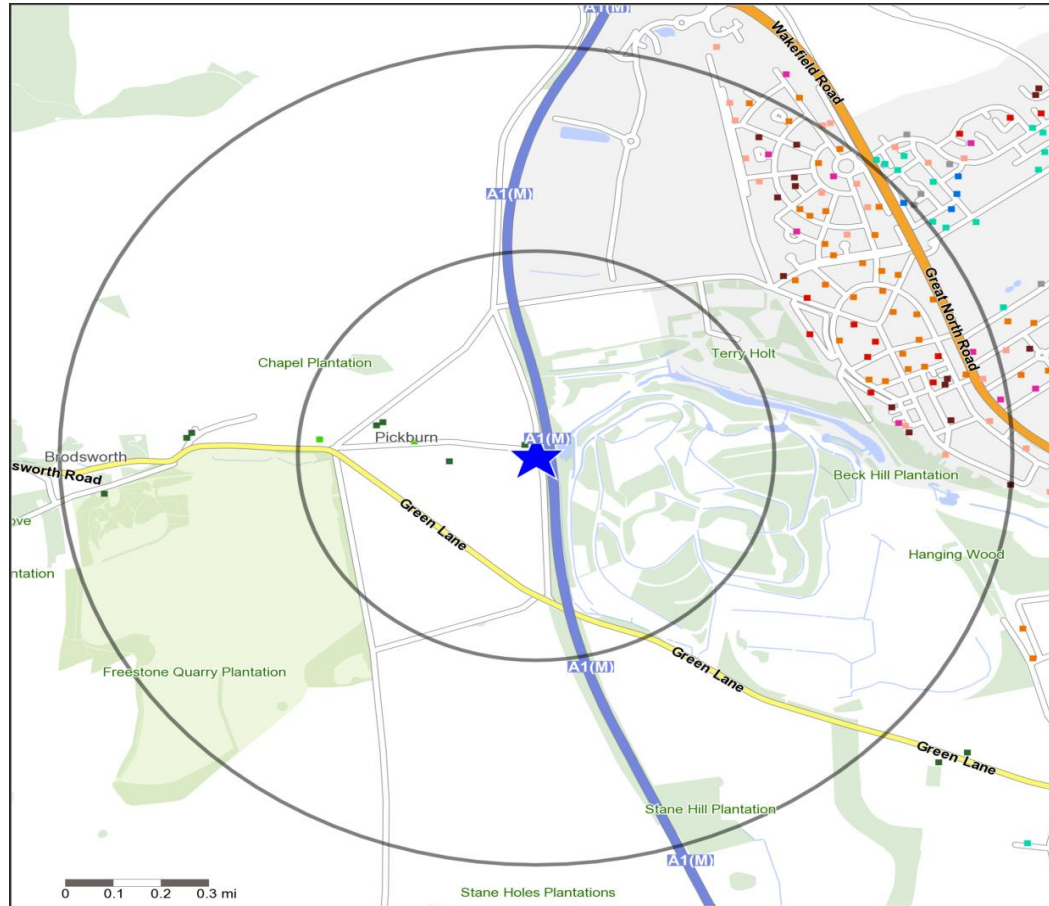 A1(M)
Wakefield Road
A1(M)
Great North Road
Chapel Plantation
Terry Holt
Pickburn
A1(M)
Brodsworth
sworth Road
Beck Hill Plantation
ove
Green Lane
Hanging Wood
ntation
A1(M)
Freestone Quarry Plantation
Green Lane
Green Lane
Stane Hill Plantation
A1(M)
0 0.1 0.2 0.3 mi
Stane Holes Plantations